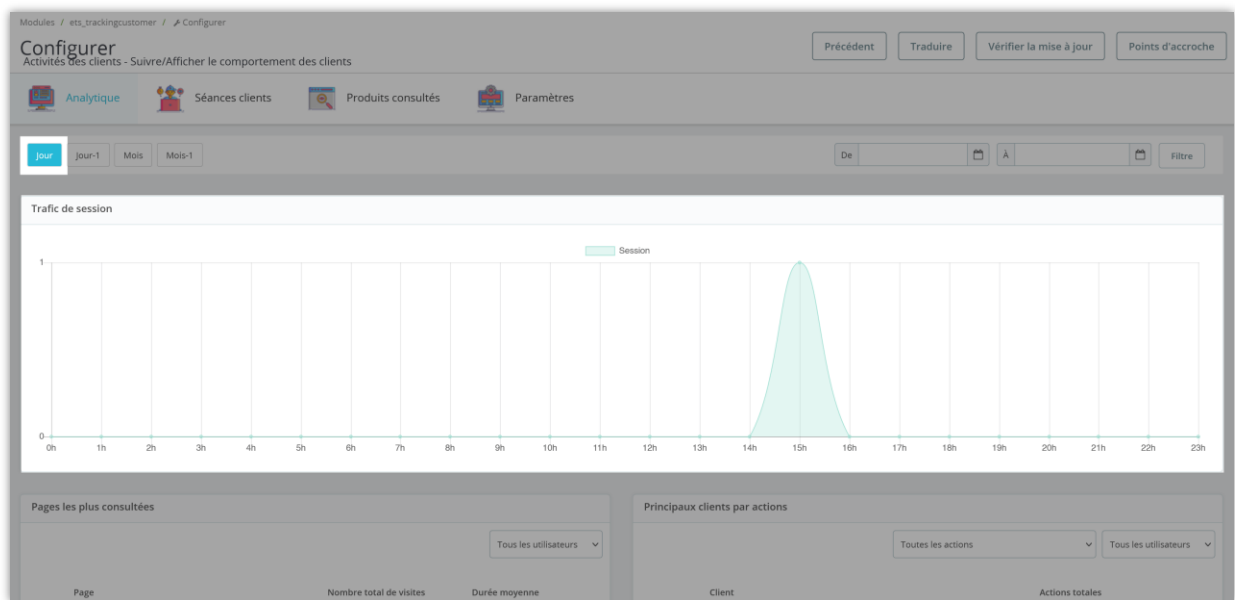 Modules / ets_trackingcustomer / Configurer
Configurer
Activités des clients - Suivre/Afficher le comportement des clients
Précédent Traduire Vérifier la mise à jour Points d'accroche
Analytique Séances clients Produits consultés Paramètres
Jour Jour-1 Mois Mois-1 De À Filtre
Trafic de session
Session
1
0
0h 1h 2h 3h 4h 5h 6h 7h 8h 9h 10h 11h 12h 13h 14h 15h 16h 17h 18h 19h 20h 21h 22h 23h
Pages les plus consultées Principaux clients par actions
Tous les utilisateurs Toutes les actions Tous les utilisateurs
Page Nombre total de visites Durée moyenne Client Actions totales